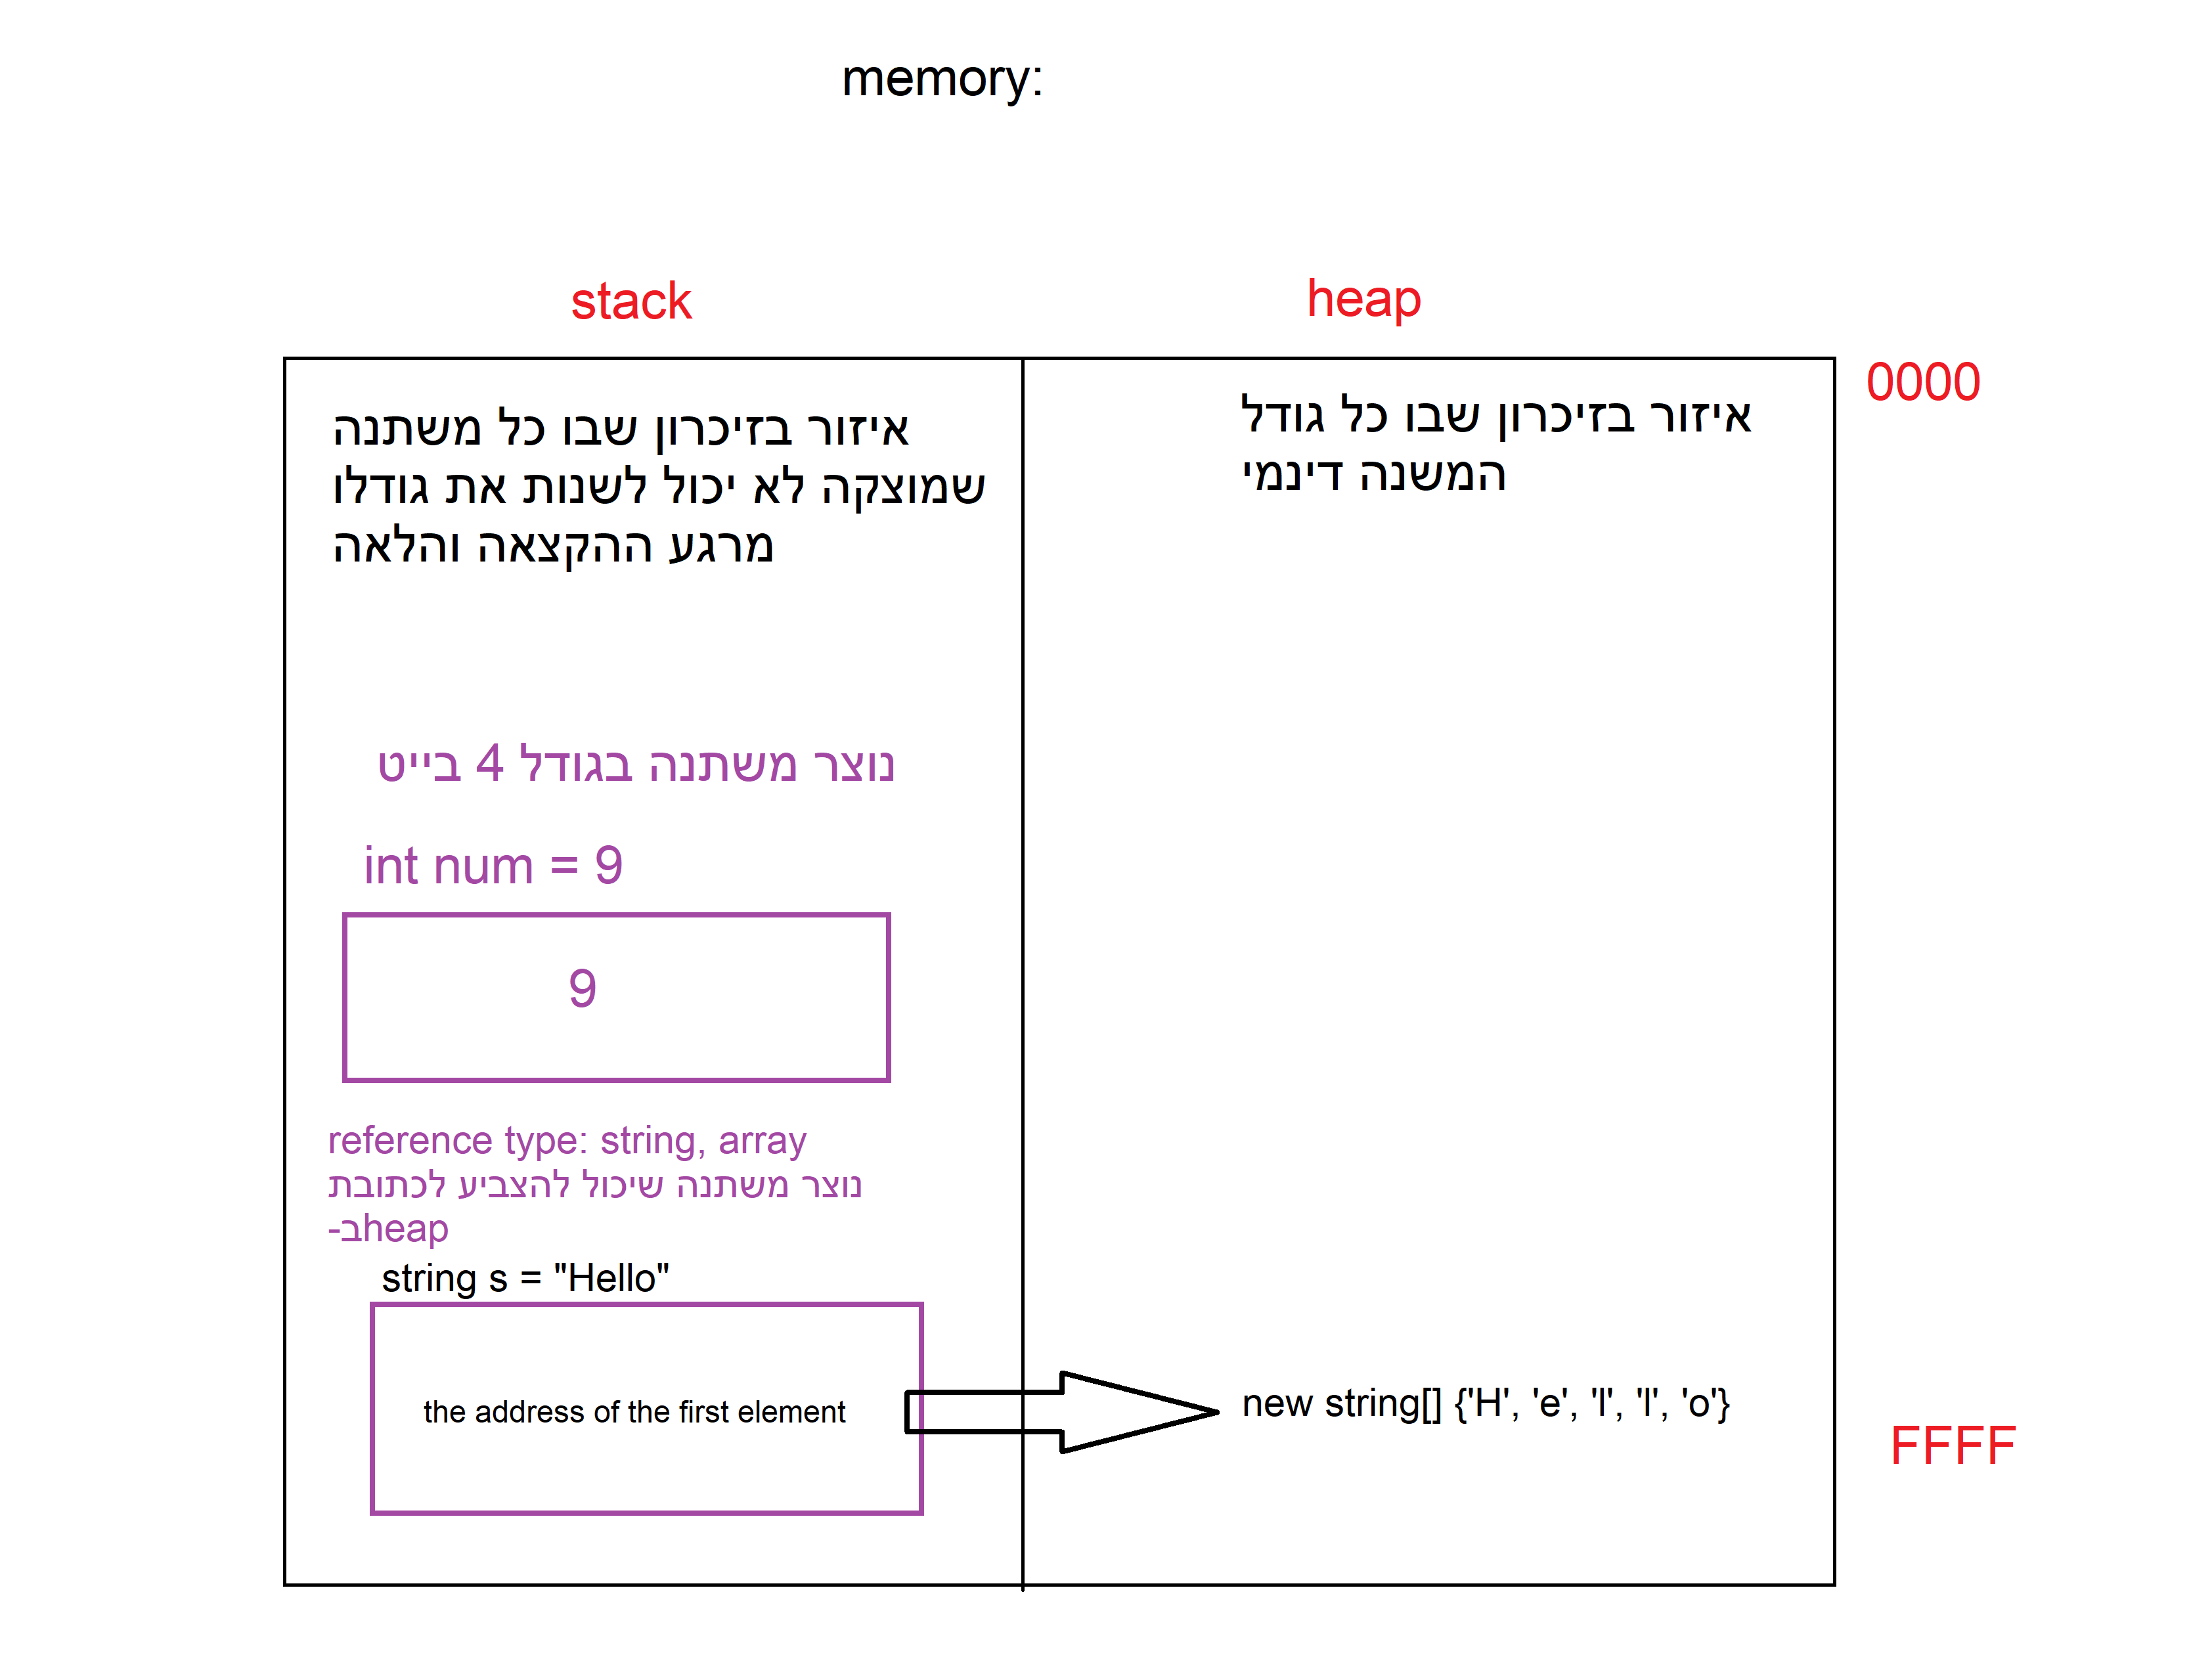 memory:
stack
heap
0000
איזור בזיכרון שבו כל משתנה
שמוצקה לא יכול לשנות את גודלו
מרגע ההקצאה והלאה
איזור בזיכרון שבו כל גודל
המשנה דינמי
נוצר משתנה בגודל 4 בייט
int num = 9
9
reference type: string, array
נוצר משתנה שיכול להצביע לכתובת
-בheap
string s = "Hello"
the address of the first element
new string[] {'H', 'e', 'l', 'l', 'o'}
FFFF